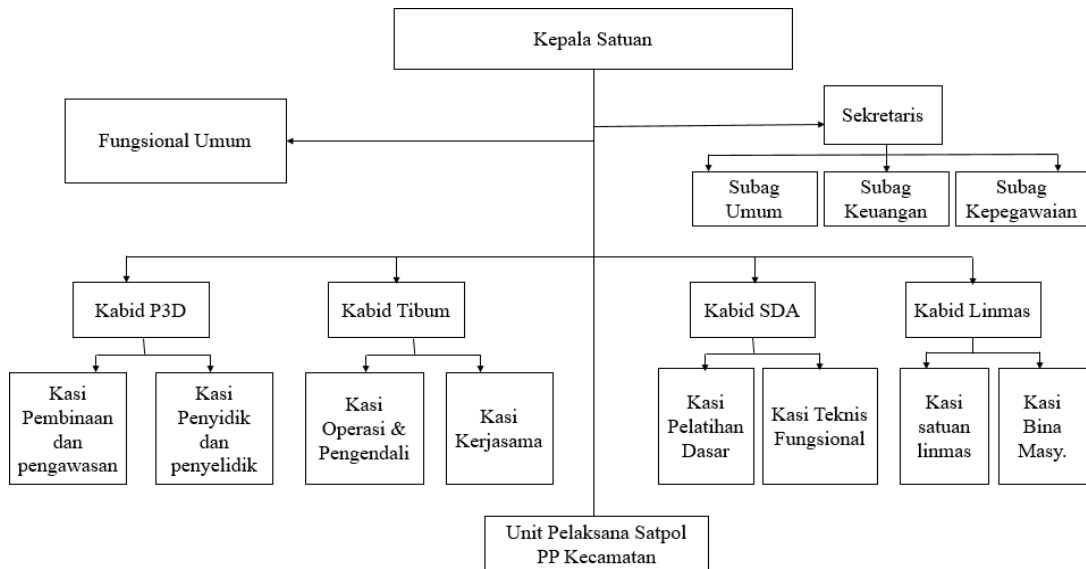 Kepala Satuan
Fungsional Umum
Sekretaris
Subag
Umum
Subag
Keuangan
Subag
Kepegawaian
Kabid P3D
Kabid Tibum
Kabid SDA
Kabid Linmas
Kasi
Pembinaan
dan
pengawasan
Kasi
Penyidik
dan
penyelidik
Kasi
Operasi &
Pengendali
Kasi
Kerjasama
Kasi
Pelatihan
Dasar
Kasi Teknis
Fungsional
Kasi
satuan
linmas
Kasi
Bina
Masy.
Unit Pelaksana Satpol
PP Kecamatan